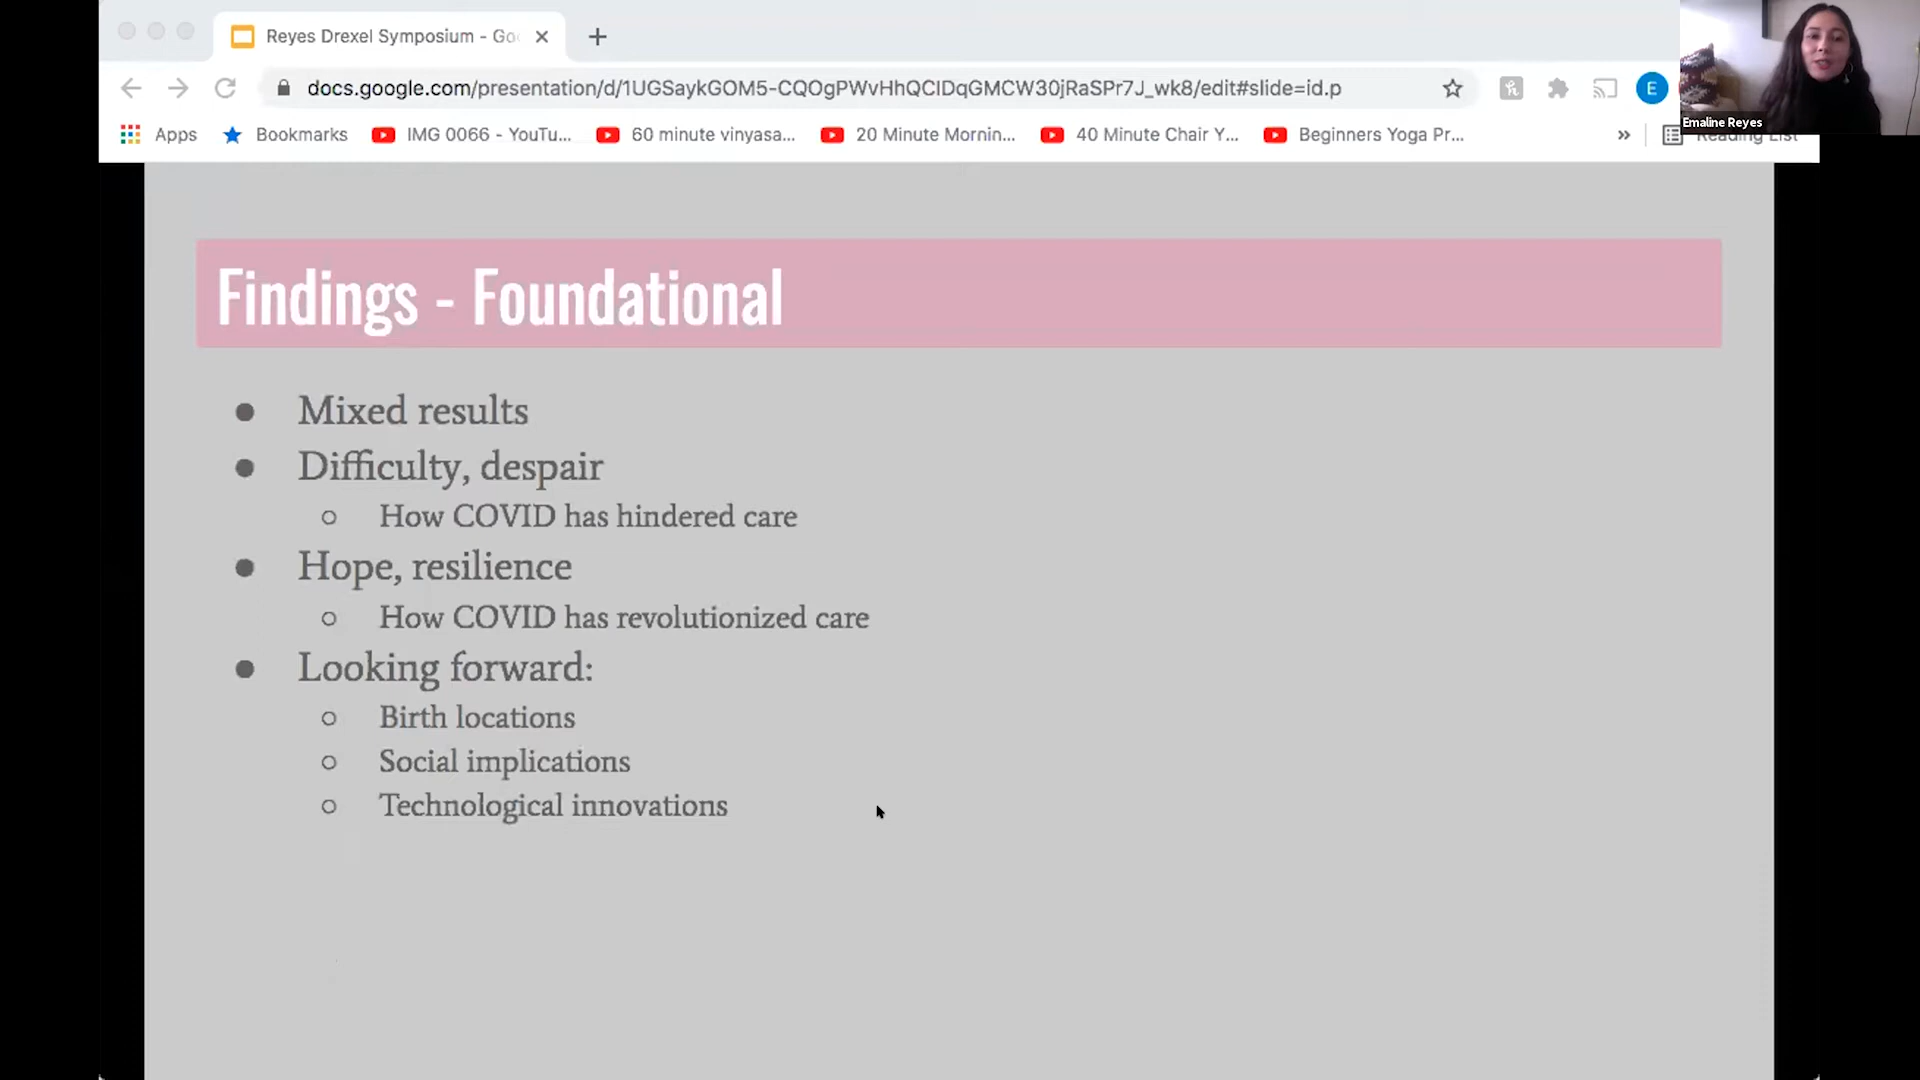 Reyes Drexel Symposium - Goo
docs.google.com/presentation/d/1UGSaykGOM5-CQOgPWvHhQCIDqGMCW30jRaSPr7J_wk8/edit#slide=id.p
E
Emaline Reyes
Apps
Bookmarks
IMG 0066 - YouTu...
60 minute vinyasa...
20 Minute Mornin...
40 Minute Chair Y...
Beginners Yoga Pr...
»
Reading List
Findings - Foundational
● Mixed results
● Difficulty, despair
○ How COVID has hindered care
● Hope, resilience
○ How COVID has revolutionized care
● Looking forward:
○ Birth locations
○ Social implications
○ Technological innovations